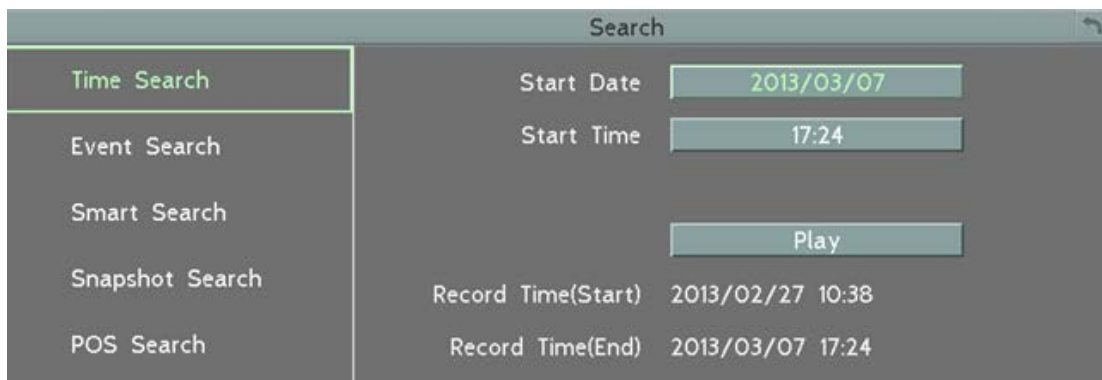 Search
Time Search
Event Search
Smart Search
Snapshot Search
POS Search
Start Date 2013/03/07
Start Time 17:24
Play
Record Time(Start) 2013/02/27 10:38
Record Time(End) 2013/03/07 17:24